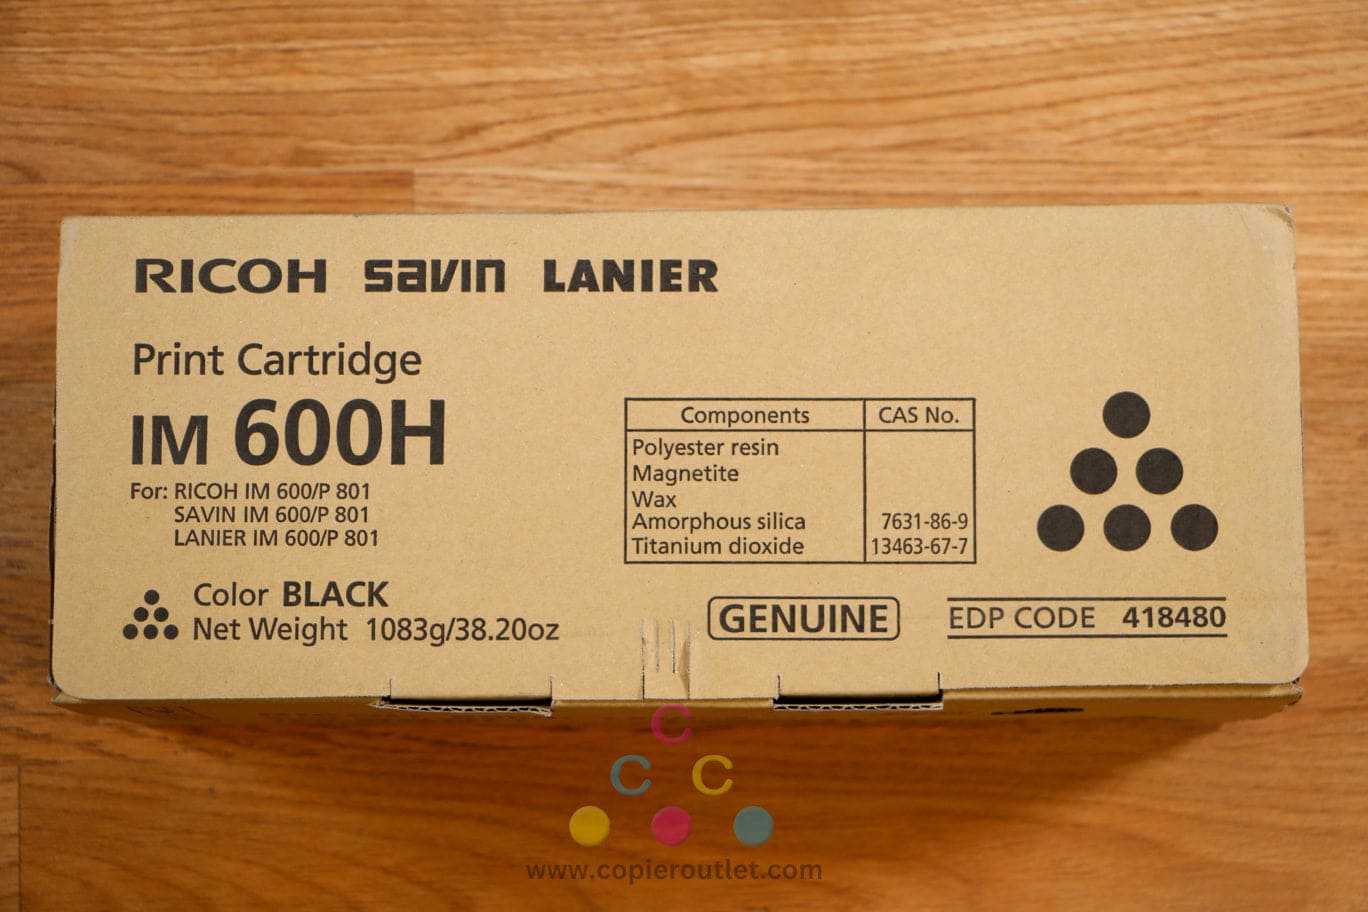 RICOH savin LANIER
Print Cartridge
IM 600H
For: RICOH IM 600/P 801
SAVIN IM 600/P 801
LANIER IM 600/P 801
Color BLACK
Net Weight 1083g/38.20oz
Components CAS No.
Polyester resin
Magnetite
Wax
Amorphous silica 7631-86-9
Titanium dioxide 13463-67-7
GENUINE
EDP CODE 418480
C
C C
www.copieroutlet.com